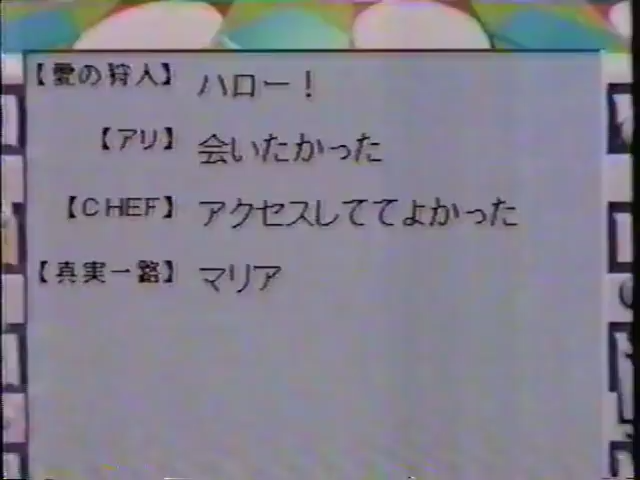 【愛の狩人】 ハロー！
【アリ】 会いたかった
【CHEF】 アクセスしててよかった
【真実一路】 マリア